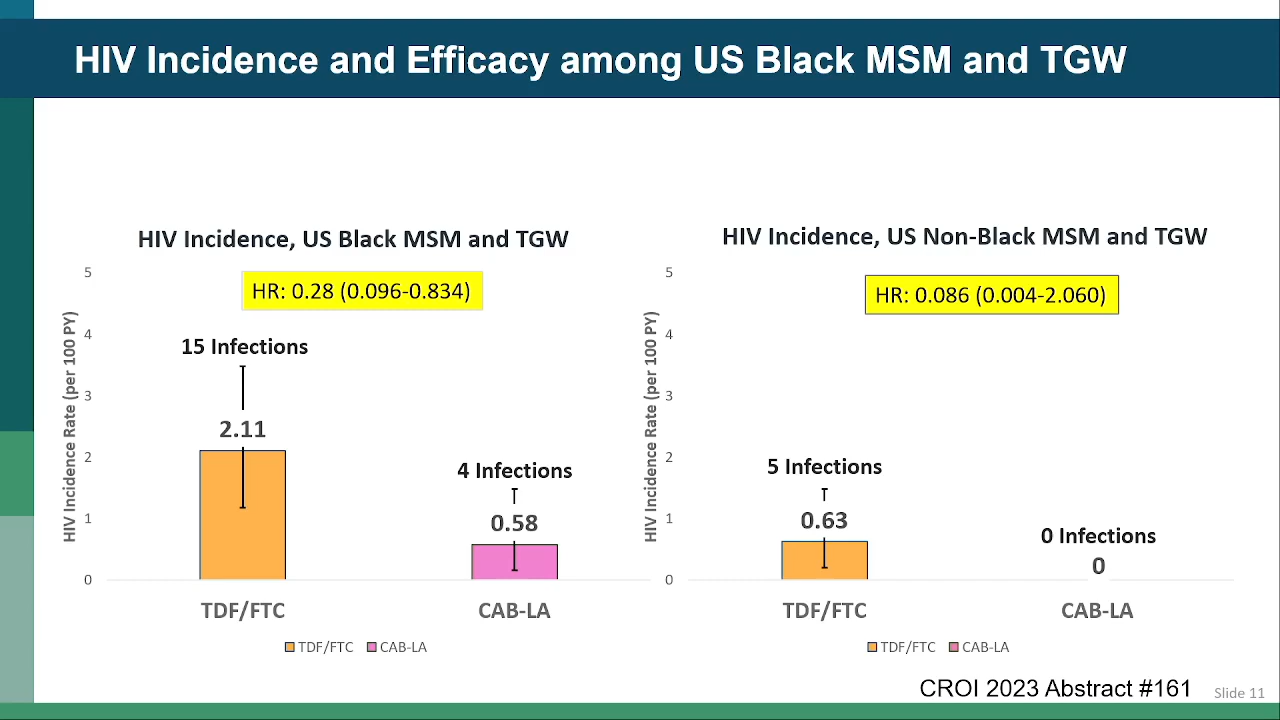 HIV Incidence and Efficacy among US Black MSM and TGW
HIV Incidence, US Black MSM and TGW
HR: 0.28 (0.096-0.834)
HIV Incidence Rate (per 100 PY)
5
4
3
2
1
0
15 Infections
2.11
4 Infections
0.58
TDF/FTC
CAB-LA
TDF/FTC
CAB-LA
HIV Incidence, US Non-Black MSM and TGW
HR: 0.086 (0.004-2.060)
HIV Incidence Rate (per 100 PY)
5
4
3
2
1
0
5 Infections
0.63
0 Infections
0
TDF/FTC
CAB-LA
TDF/FTC
CAB-LA
CROI 2023 Abstract #161
Slide 11